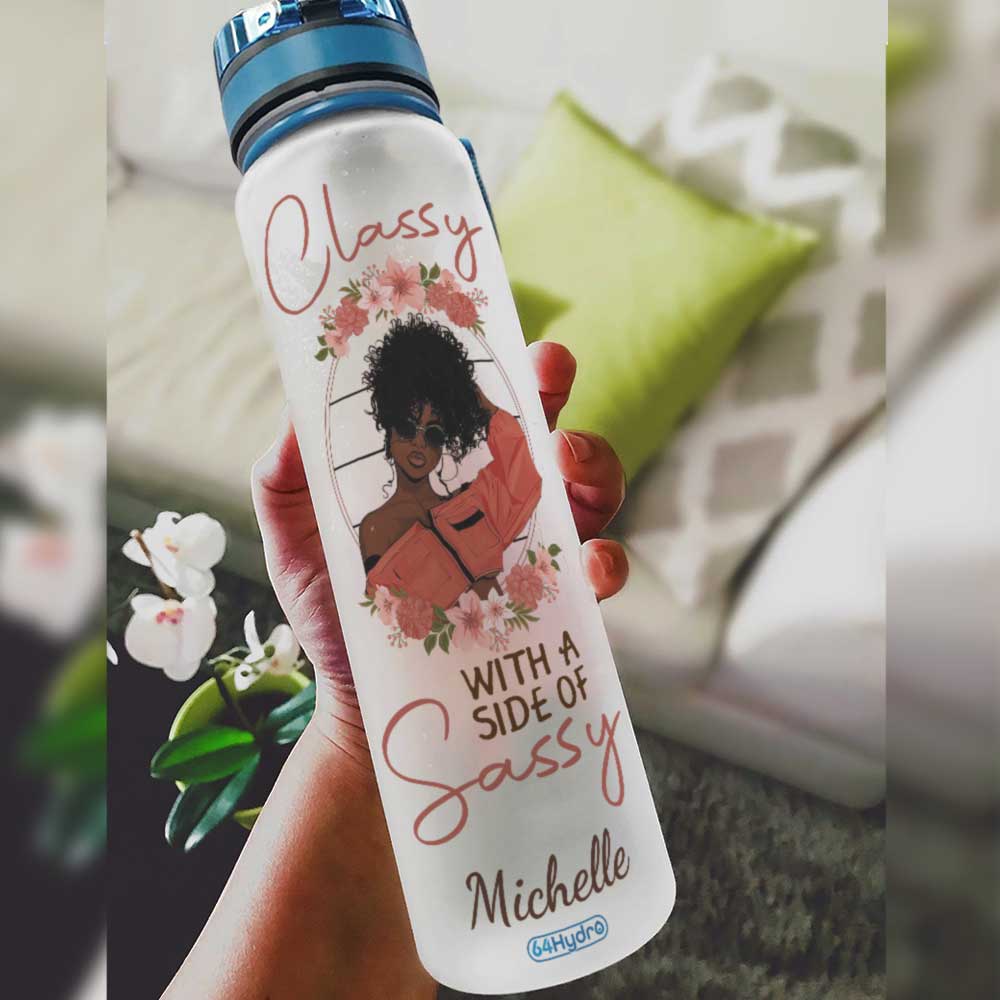 Classy
WITH A
SIDE OF
Sassy
Michelle
64Hydro